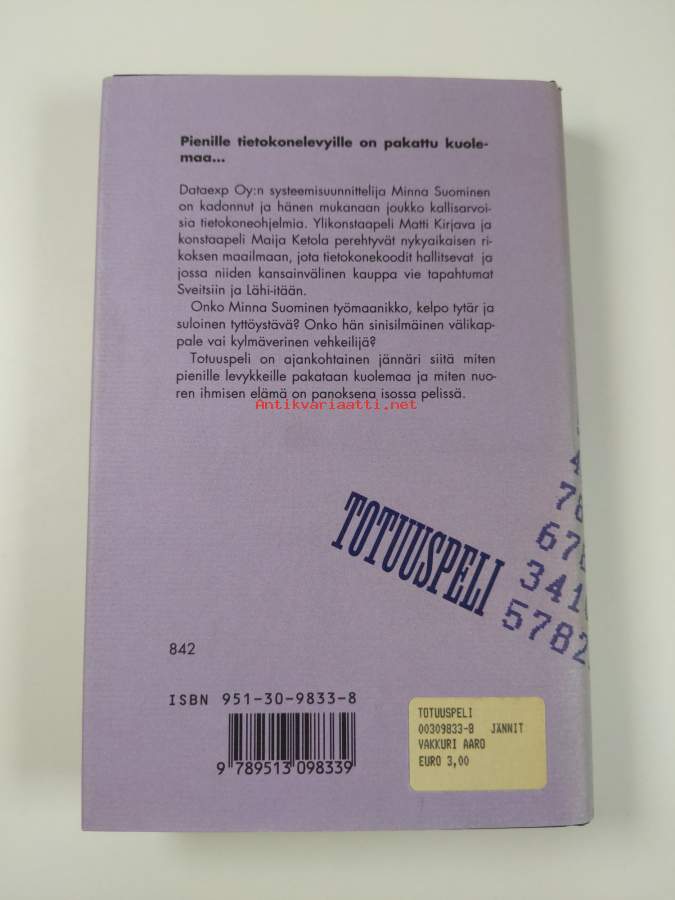 Pienille tietokonelevyille on pakattu kuole-
maa...
Dataexp Oy:n systeemisuunnittelija Minna Suominen
on kadonnut ja hänen mukanaan joukko kallisarvoi-
sia tietokoneohjelmia. Ylikonstaapeli Matti Kirjava ja
konstaapeli Maija Ketola perehtyvät nykyaikaisen ri-
koksen maailmaan, jota tietokonekoodit hallitsevat ja
jossa niiden kansainvälinen kauppa vie tapahtumat
Sveitsiin ja Lähi-itään.
Onko Minna Suominen työmaanikko, kelpo tytär ja
suloinen tyttöystävä? Onko hän sinisilmäinen välikap-
pale vai kylmäverinen vehkeilijä?
Totuuspeli on ajankohtainen jännäri siitä miten
pienille levykkeille pakataan kuolemaa ja miten nuo-
ren ihmisen elämä on panoksena isossa pelissä.
Antikvariaatti.net
TOTUUSPELI
76
676
341
5782
842
ISBN 951-30-9833-8
9 789513 098339
TOTUUSPELI
00309833-8 JÄNNIT
VAKKURI AARO
EURO 3,00